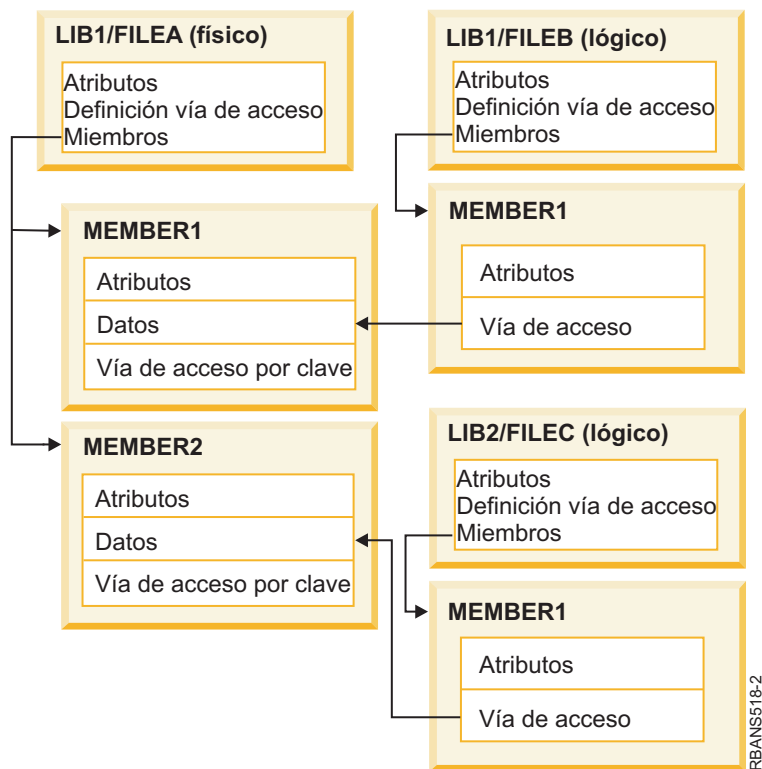 LIB1/FILEA (físico)
Atributos
Definición vía de acceso
Miembros
MEMBER1
Atributos
Datos
Vía de acceso por clave
MEMBER2
Atributos
Datos
Vía de acceso por clave
LIB1/FILEB (lógico)
Atributos
Definición vía de acceso
Miembros
MEMBER1
Atributos
Vía de acceso
LIB2/FILEC (lógico)
Atributos
Definición vía de acceso
Miembros
MEMBER1
Atributos
Vía de acceso
RBANS518-2